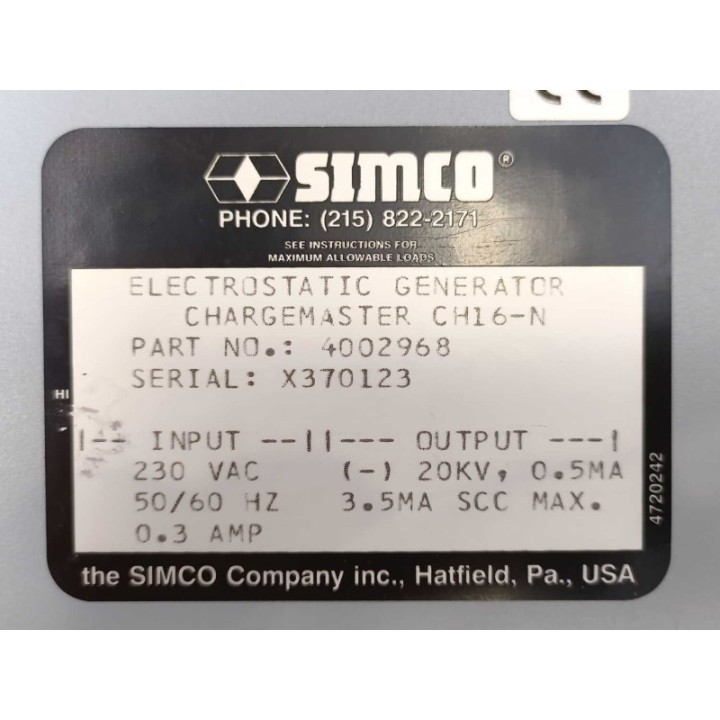 SIMCO®
PHONE: (215) 822-2171
SEE INSTRUCTIONS FOR
MAXIMUM ALLOWABLE LOADS
ELECTROSTATIC GENERATOR
CHARGEMASTER CH16-N
PART NO.: 4002968
SERIAL: X370123
HI
|-- INPUT --||--- OUTPUT ---|
230 VAC (-) 20KV, 0.5MA
50/60 HZ 3.5MA SCC MAX.
0.3 AMP
4720242
the SIMCO Company inc., Hatfield, Pa., USA